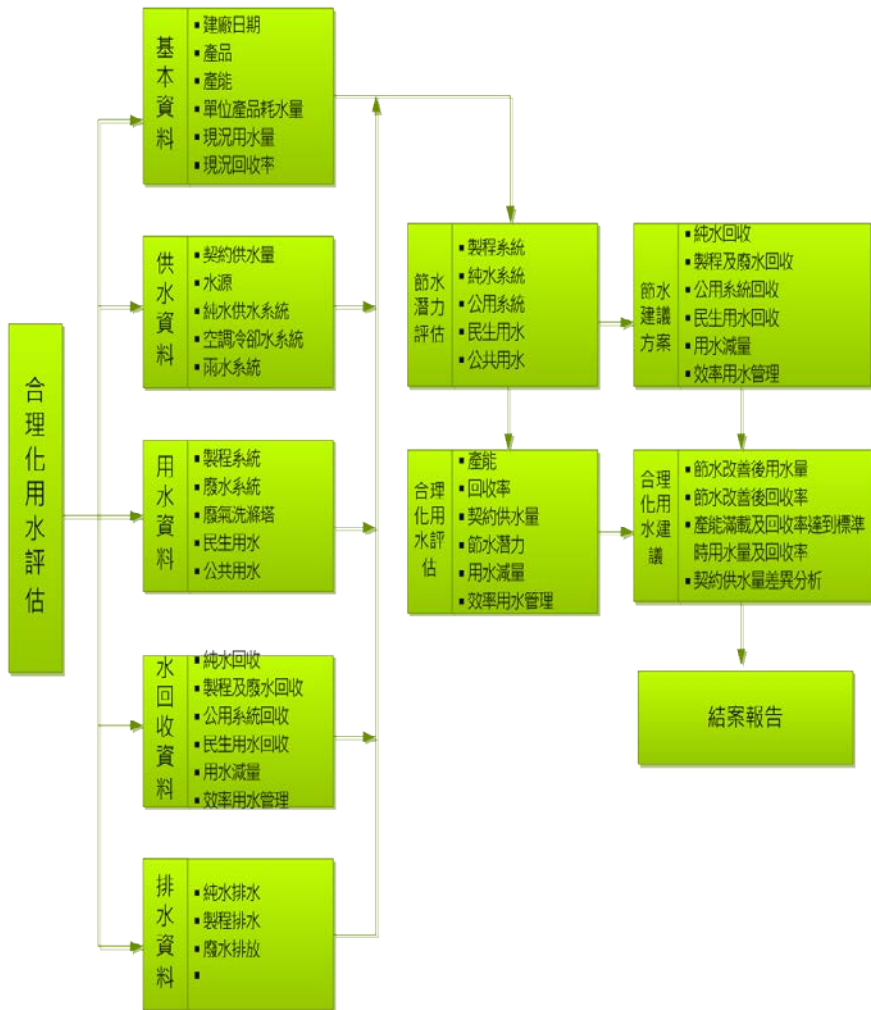 合理化用水評估
基本資料
▪ 建廠日期
▪ 產品
▪ 產能
▪ 單位產品耗水量
▪ 現況用水量
▪ 現況回收率
供水資料
▪ 契約供水量
▪ 水源
▪ 純水供水系統
▪ 空調冷卻水系統
▪ 雨水系統
用水資料
▪ 製程系統
▪ 廢水系統
▪ 廢氣洗滌塔
▪ 民生用水
▪ 公共用水
水回收資料
▪ 純水回收
▪ 製程及廢水回收
▪ 公用系統回收
▪ 民生用水回收
▪ 用水減量
▪ 效率用水管理
排水資料
▪ 純水排水
▪ 製程排水
▪ 廢水排放
▪
節水
潛力
評估
▪ 製程系統
▪ 純水系統
▪ 公用系統
▪ 民生用水
▪ 公共用水
節水
建議
方案
▪ 純水回收
▪ 製程及廢水回收
▪ 公用系統回收
▪ 民生用水回收
▪ 用水減量
▪ 效率用水管理
合理
化用
水評
估
▪ 產能
▪ 回收率
▪ 契約供水量
▪ 節水潛力
▪ 用水減量
▪ 效率用水管理
合理
化用
水建
議
▪ 節水改善後用水量
▪ 節水改善後回收率
▪ 產能滿載及回收率達到標準
時用水量及回收率
▪ 契約供水量差異分析
結案報告